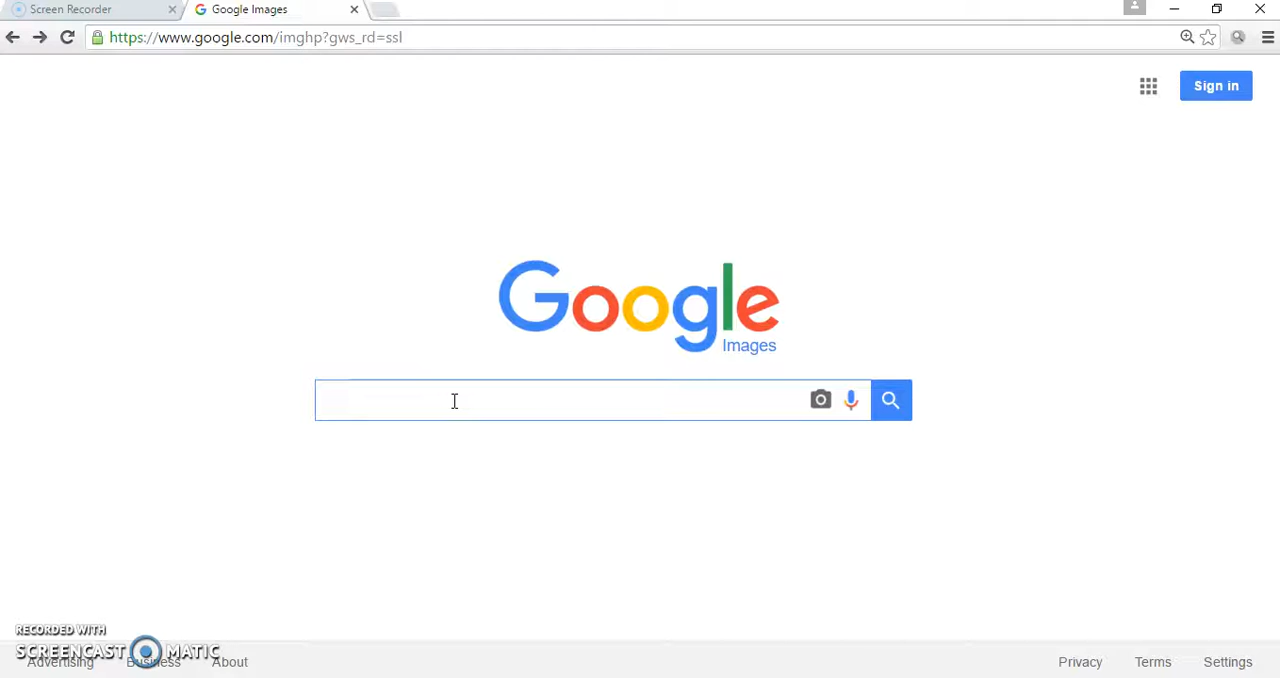 Screen Recorder
Google Images
https://www.google.com/imghp?gws_rd=ssl
Sign in
Google
Images
RECORDED WITH
SCREENCAST MATIC
Advertising Business About
Privacy Terms Settings